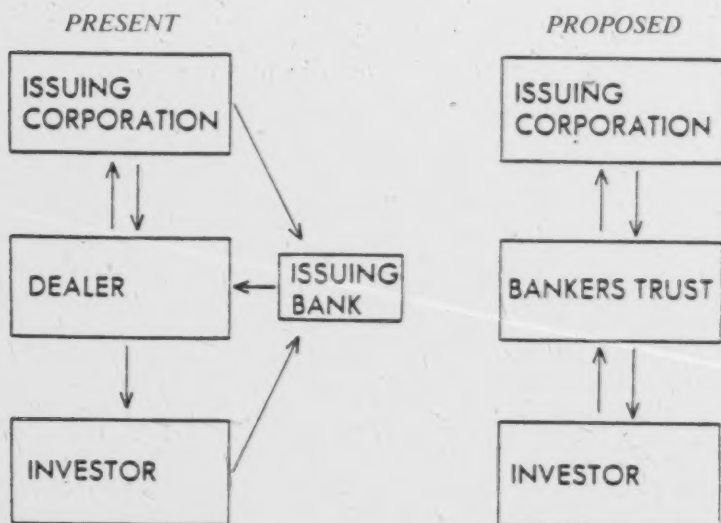 PRESENT
ISSUING
CORPORATION
DEALER
ISSUING
BANK
INVESTOR
PROPOSED
ISSUING
CORPORATION
BANKERS TRUST
INVESTOR